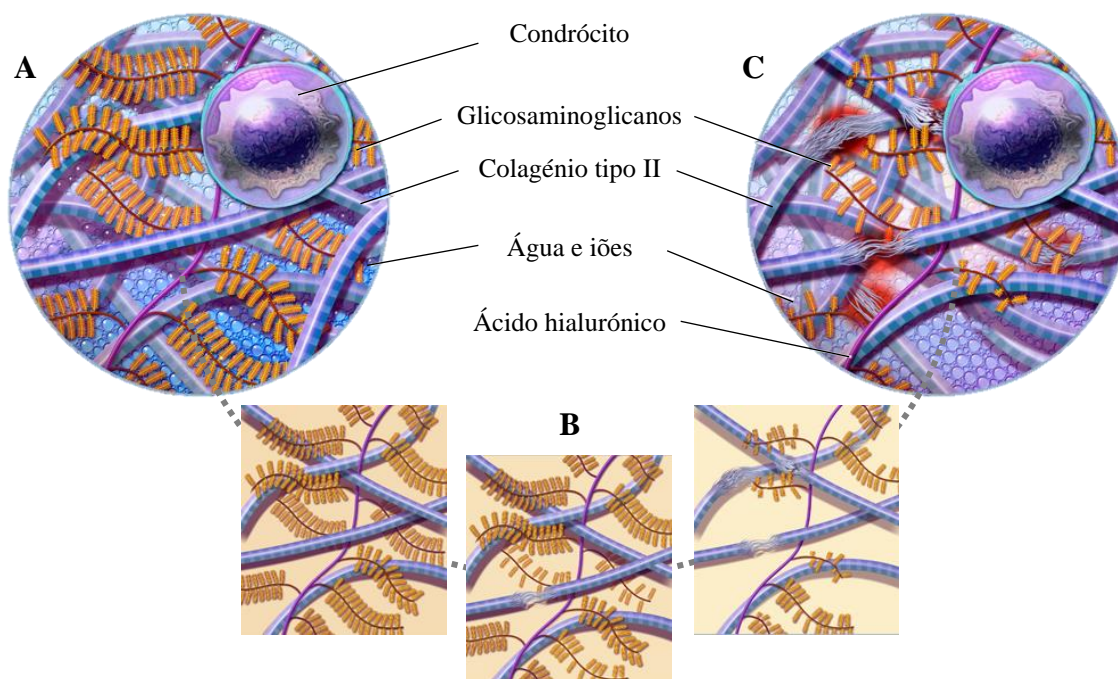 A
Condrócito
C
Glicosaminoglicanos
Colagénio tipo II
Água e iões
Ácido hialurónico
B